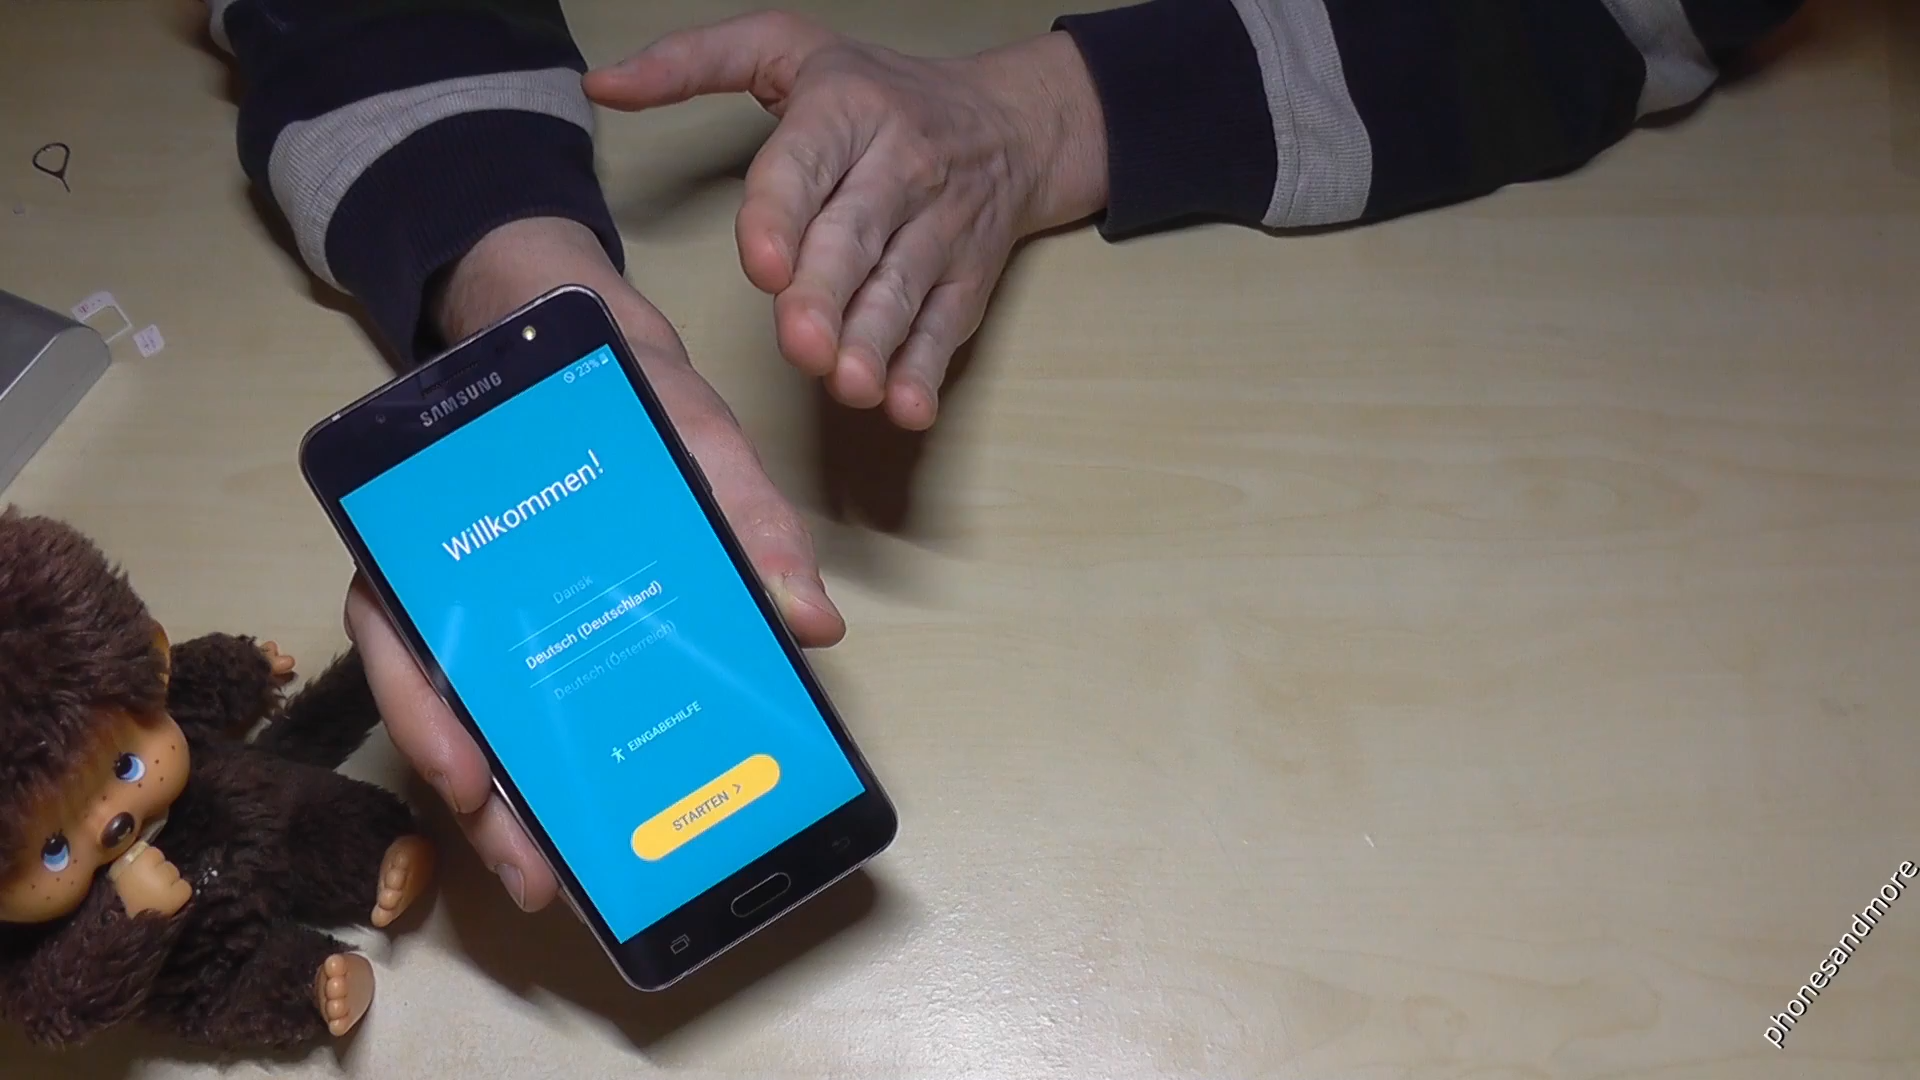 SAMSUNG
23%
Willkommen!
Dansk
Deutsch (Deutschland)
Deutsch (Österreich)
EINGABEHILFE
STARTEN >
phonesandmore